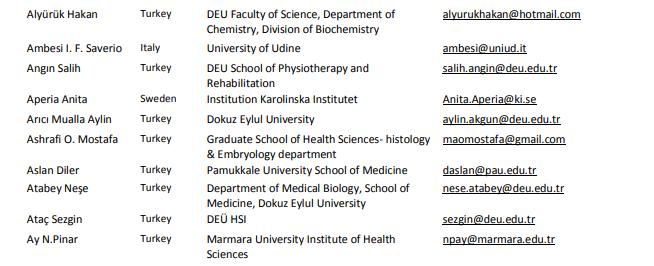 Alyürük Hakan Turkey DEU Faculty of Science, Department of alyurukhakan@hotmail.com
Chemistry, Division of Biochemistry
Ambesi I. F. Saverio Italy University of Udine ambesi@uniud.it
Angın Salih Turkey DEU School of Physiotherapy and salih.angin@deu.edu.tr
Rehabilitation
Aperia Anita Sweden Institution Karolinska Institutet Anita.Aperia@ki.se
Arıcı Mualla Aylin Turkey Dokuz Eylul University aylin.akgun@deu.edu.tr
Ashrafi O. Mostafa Turkey Graduate School of Health Sciences- histology maomostafa@gmail.com
& Embryology department
Aslan Diler Turkey Pamukkale University School of Medicine daslan@pau.edu.tr
Atabey Neşe Turkey Department of Medical Biology, School of nese.atabey@deu.edu.tr
Medicine, Dokuz Eylul University
Ataç Sezgin Turkey DEÜ HSI sezgin@deu.edu.tr
Ay N.Pinar Turkey Marmara University Institute of Health npay@marmara.edu.tr
Sciences